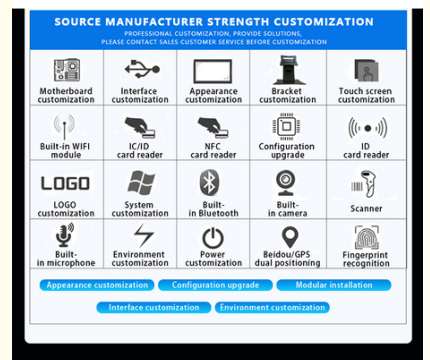 SOURCE MANUFACTURER STRENGTH CUSTOMIZATION
PROFESSIONAL CUSTOMIZATION, PROVIDE SOLUTIONS,
PLEASE CONTACT SALES CUSTOMER SERVICE BEFORE CUSTOMIZATION
Motherboard customization
Interface customization
Appearance customization
Bracket customization
Touch screen customization
Built-in WIFI module
IC/ID card reader
NFC card reader
Configuration upgrade
ID card reader
LOGO
LOGO customization
System customization
Built-in Bluetooth
Built-in camera
Scanner
Built-in microphone
Environment customization
Power customization
Beidou/GPS dual positioning
Fingerprint recognition
Appearance customization
Configuration upgrade
Modular installation
Interface customization
Environment customization